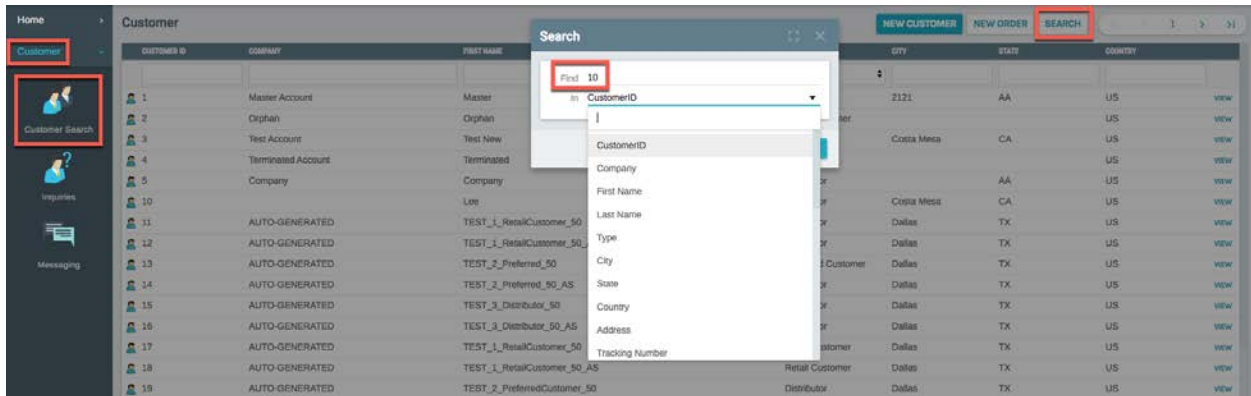 Home
Customer
Customer Search
Inquiries
Messaging
Customer
NEW CUSTOMER NEW ORDER SEARCH 1
CUSTOMER ID COMPANY FIRST NAME CITY STATE COUNTRY
1 Master Account Master 2121 AA US VIEW
2 Orphan Orphan US VIEW
3 Test Account Test New Costa Mesa CA US VIEW
4 Terminated Account Terminated US VIEW
5 Company Company AA US VIEW
10 Lee Costa Mesa CA US VIEW
11 AUTO-GENERATED TEST_1_RetailCustomer_50 Dallas TX US VIEW
12 AUTO-GENERATED TEST_1_RetailCustomer_50_ Dallas TX US VIEW
13 AUTO-GENERATED TEST_2_Preferred_50 Customer Dallas TX US VIEW
14 AUTO-GENERATED TEST_2_Preferred_50_AS Dallas TX US VIEW
15 AUTO-GENERATED TEST_3_Distributor_50 Dallas TX US VIEW
16 AUTO-GENERATED TEST_3_Distributor_50_AS Dallas TX US VIEW
17 AUTO-GENERATED TEST_1_RetailCustomer_50 Dallas TX US VIEW
18 AUTO-GENERATED TEST_1_RetailCustomer_50_AS Retail Customer Dallas TX US VIEW
19 AUTO-GENERATED TEST_2_PreferredCustomer_50 Distributor Dallas TX US VIEW
Search
Find 10
In CustomerID
CustomerID
Company
First Name
Last Name
Type
City
State
Country
Address
Tracking Number